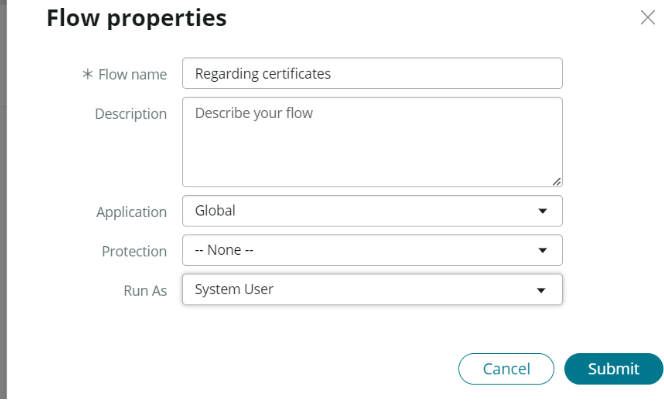 Flow properties
* Flow name Regarding certificates
Description Describe your flow
Application Global
Protection -- None --
Run As System User
Cancel Submit